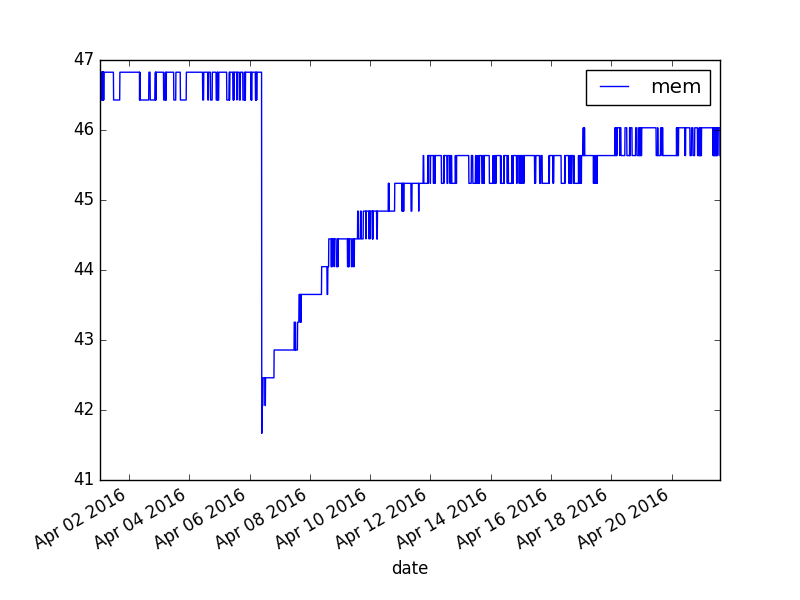 47
mem
46
45
44
43
42
41
Apr 02 2016
Apr 04 2016
Apr 06 2016
Apr 08 2016
Apr 10 2016
Apr 12 2016
Apr 14 2016
Apr 16 2016
Apr 18 2016
Apr 20 2016
date